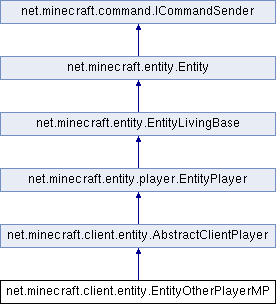 net.minecraft.command.ICommandSender
net.minecraft.entity.Entity
net.minecraft.entity.EntityLivingBase
net.minecraft.entity.player.EntityPlayer
net.minecraft.client.entity.AbstractClientPlayer
net.minecraft.client.entity.EntityOtherPlayerMP